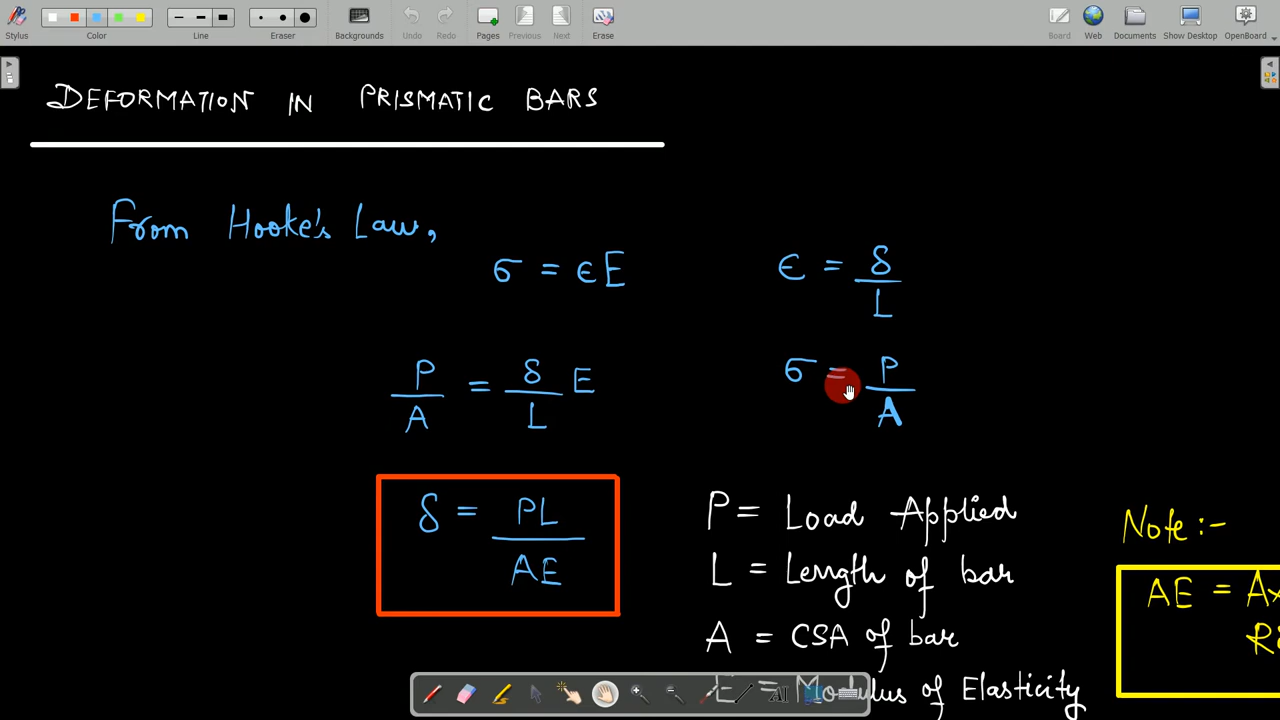 Stylus Color Line Eraser Backgrounds Undo Redo Pages Previous Next Erase Board Web Documents Show Desktop OpenBoard
DEFORMATION IN PRISMATIC BARS
From Hooke's Law,
σ = ϵE
ϵ = δ/L
P/A = δ/L E
σ = P/A
δ = PL/AE
P = Load Applied
L = Length of bar
A = CSA of bar
E = Modulus of Elasticity
Note :-
AE =